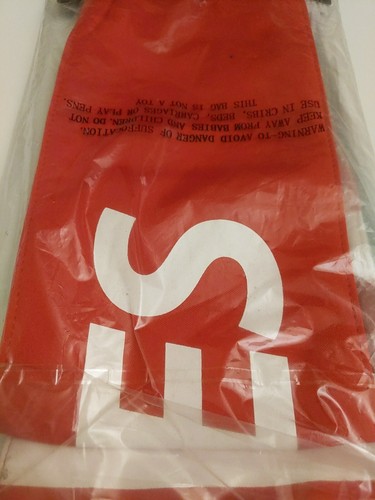 WARNING-TO AVOID DANGER OF SUFFOCATION,
KEEP AWAY FROM BABIES AND CHILDREN. DO NOT
USE IN CRIBS, BEDS, CARRIAGES OR PLAY PENS.
THIS BAG IS NOT A TOY
SE